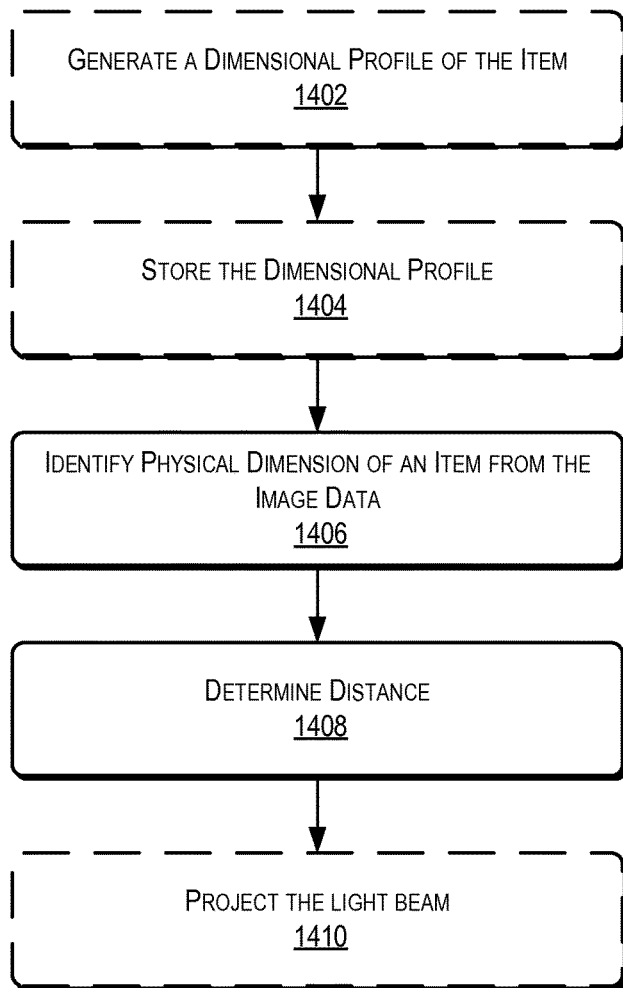 GENERATE A DIMENSIONAL PROFILE OF THE ITEM
1402
STORE THE DIMENSIONAL PROFILE
1404
IDENTIFY PHYSICAL DIMENSION OF AN ITEM FROM THE
IMAGE DATA
1406
DETERMINE DISTANCE
1408
PROJECT THE LIGHT BEAM
1410